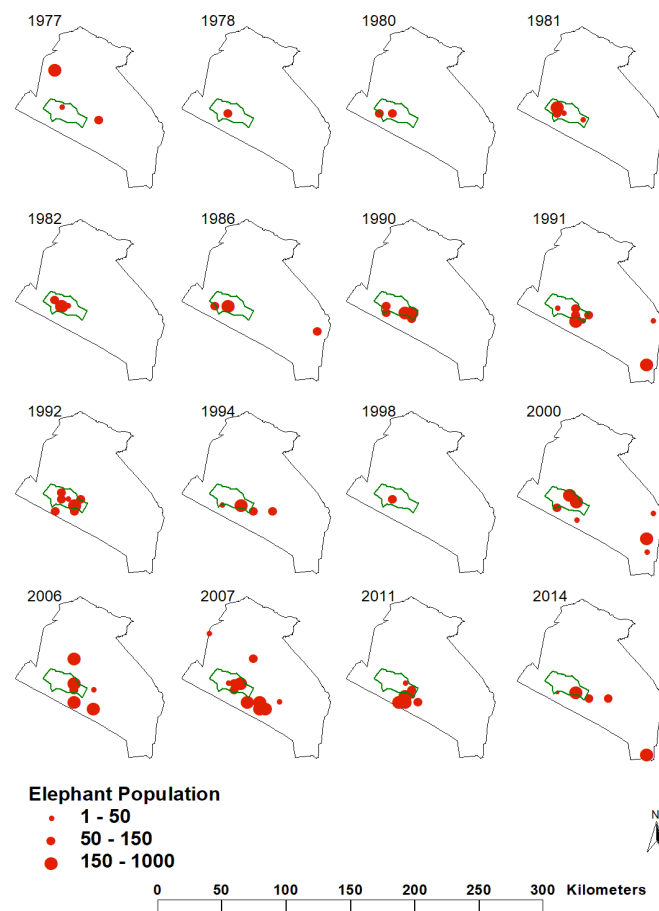 1977 1978 1980 1981
1982 1986 1990 1991
1992 1994 1998 2000
2006 2007 2011 2014
Elephant Population
1 - 50
50 - 150
150 - 1000
N
0 50 100 150 200 250 300 Kilometers